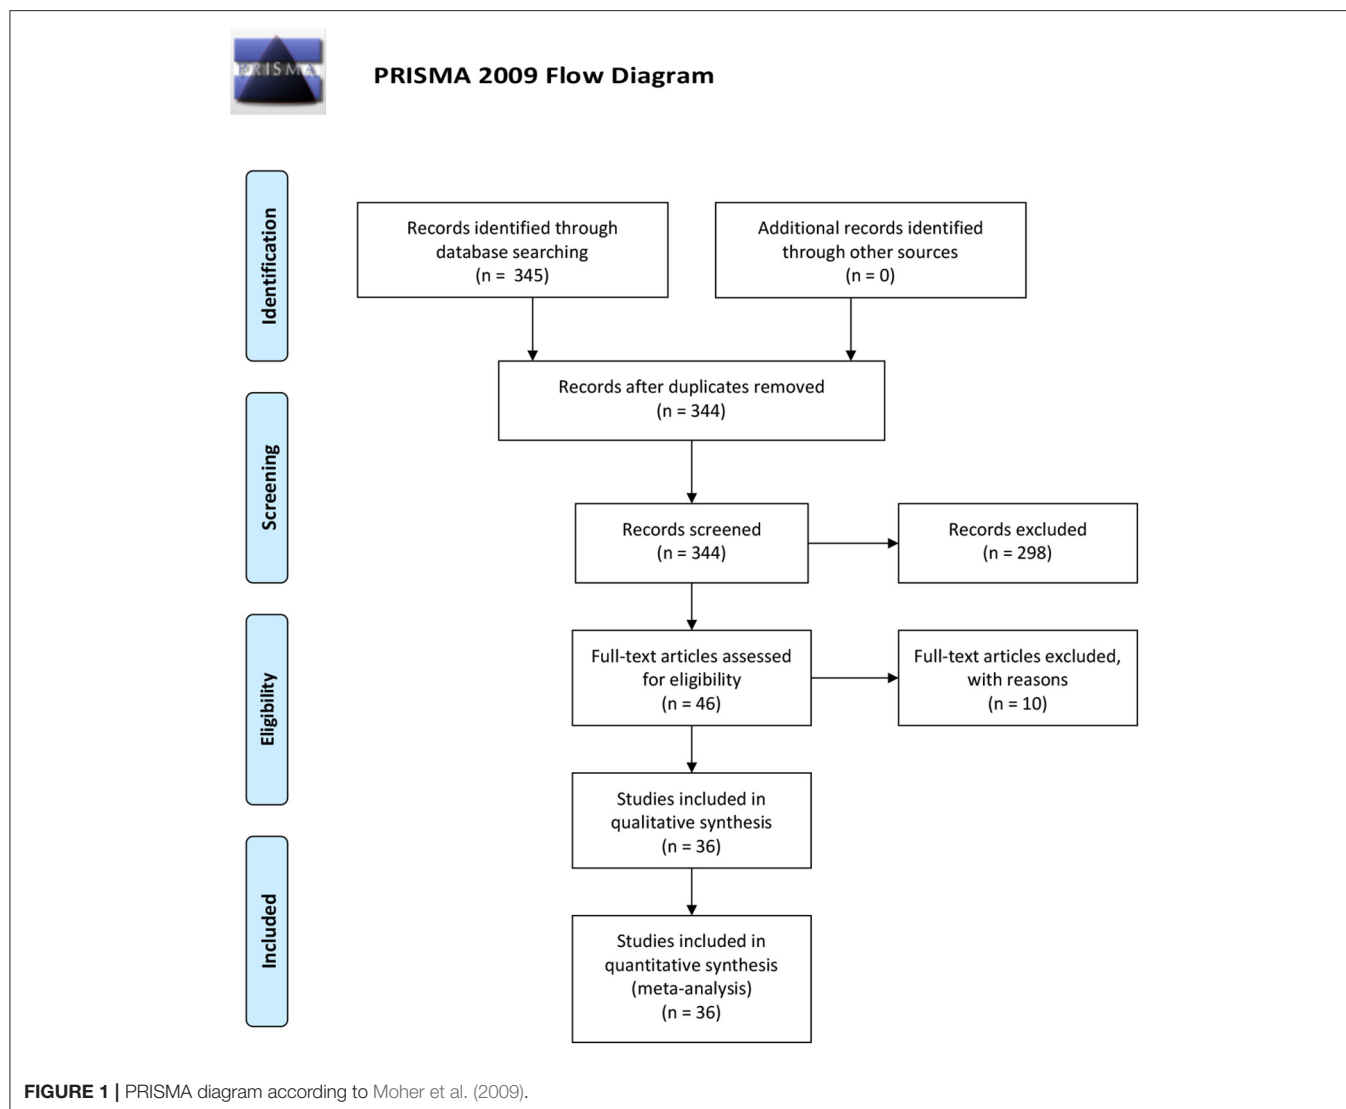 PRISMA
PRISMA 2009 Flow Diagram
Identification
Records identified through
database searching
(n = 345)
Additional records identified
through other sources
(n = 0)
Records after duplicates removed
(n = 344)
Screening
Records screened
(n = 344)
Records excluded
(n = 298)
Eligibility
Full-text articles assessed
for eligibility
(n = 46)
Full-text articles excluded,
with reasons
(n = 10)
Studies included in
qualitative synthesis
(n = 36)
Included
Studies included in
quantitative synthesis
(meta-analysis)
(n = 36)
FIGURE 1 | PRISMA diagram according to Moher et al. (2009).